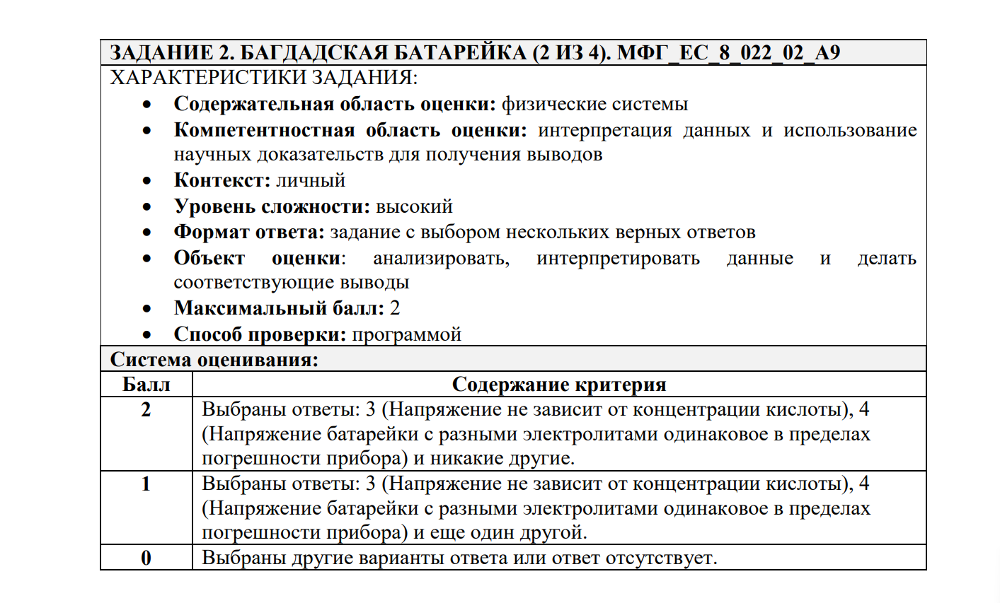 ЗАДАНИЕ 2. БАГДАДСКАЯ БАТАРЕЙКА (2 ИЗ 4). МФГ_ЕС_8_022_02_А9
ХАРАКТЕРИСТИКИ ЗАДАНИЯ:
• Содержательная область оценки: физические системы
• Компетентностная область оценки: интерпретация данных и использование
научных доказательств для получения выводов
• Контекст: личный
• Уровень сложности: высокий
• Формат ответа: задание с выбором нескольких верных ответов
• Объект оценки: анализировать, интерпретировать данные и делать
соответствующие выводы
• Максимальный балл: 2
• Способ проверки: программой
Система оценивания:
Балл Содержание критерия
2 Выбраны ответы: 3 (Напряжение не зависит от концентрации кислоты), 4
(Напряжение батарейки с разными электролитами одинаковое в пределах
погрешности прибора) и никакие другие.
1 Выбраны ответы: 3 (Напряжение не зависит от концентрации кислоты), 4
(Напряжение батарейки с разными электролитами одинаковое в пределах
погрешности прибора) и еще один другой.
0 Выбраны другие варианты ответа или ответ отсутствует.